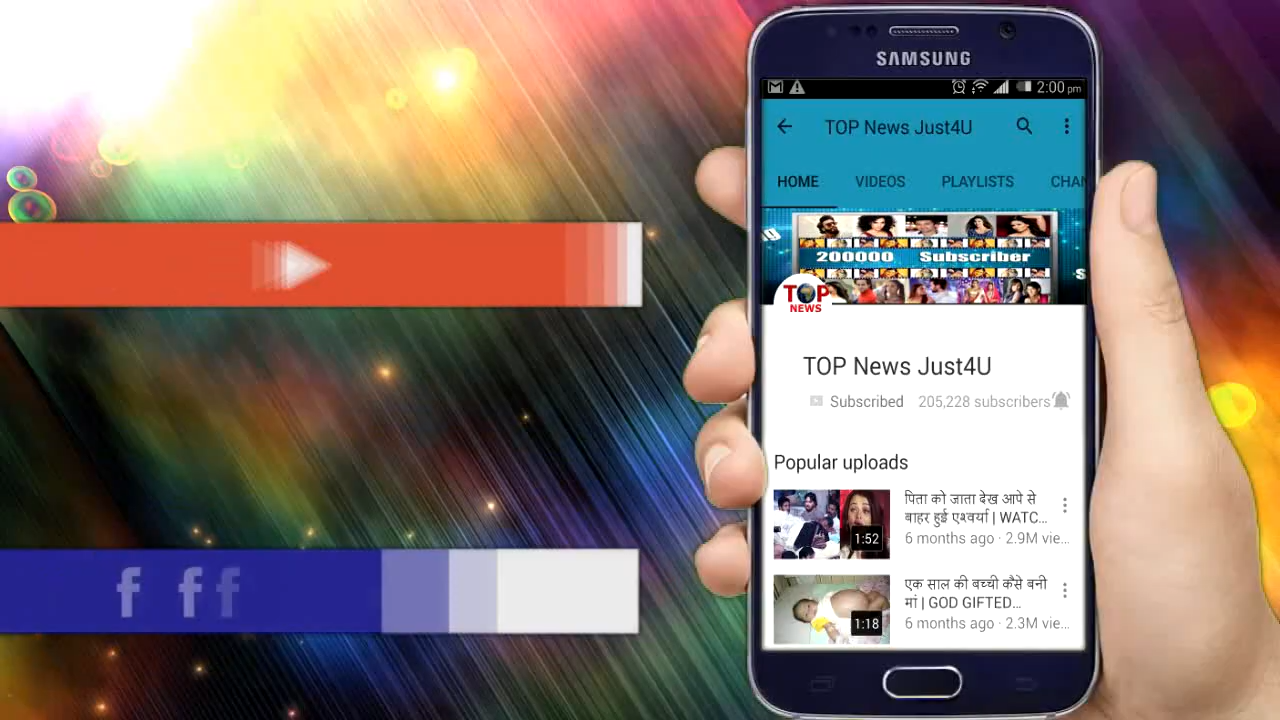 SAMSUNG
2:00 pm
TOP News Just4U
HOME VIDEOS PLAYLISTS CHAN
200000 Subscriber
TOP
NEWS
TOP News Just4U
Subscribed 205,228 subscribers
Popular uploads
पिता को जाता देख आपे से
बाहर हुई एश्वर्या | WATC...
1:52
6 months ago · 2.9M vie...
एक साल की बच्ची कैसे बनी
मां | GOD GIFTED...
1:18
6 months ago · 2.3M vie...
f f f